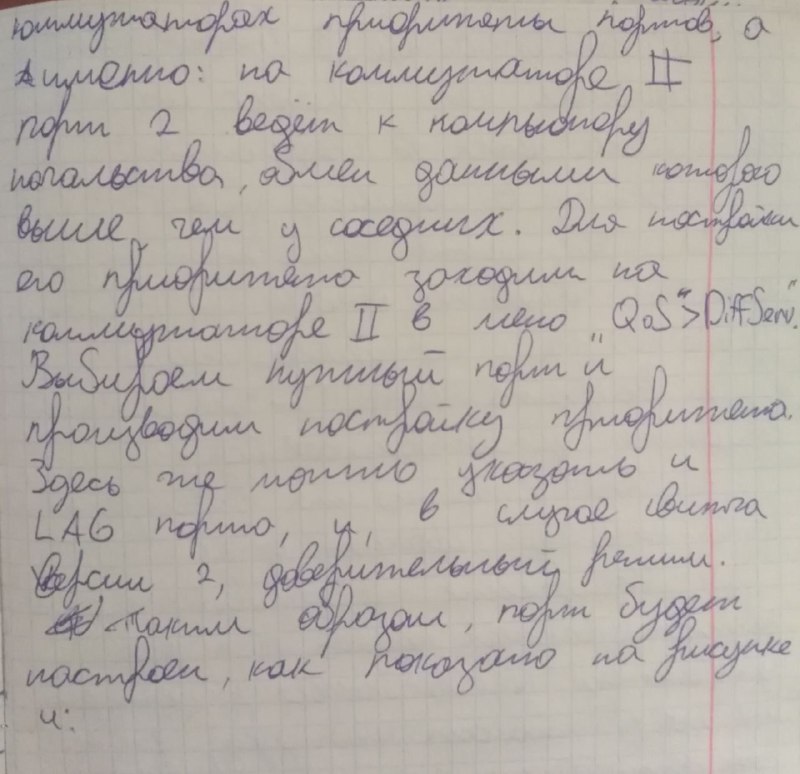 коммутаторах приоритеты портов, а
именно: на коммутаторе II
порт 2 ведёт к компьютеру
начальства, обмен данными которого
выше, чем у соседних. Для настройки
его приоритета заходим на
коммутаторе II в меню „QoS">„DiffServ".
Выбираем нужный порт и
производим настройку приоритета.
Здесь же можно указать и
LAG порта, и, в случае свитча
версии 2, доверительный режим.
Таким образом, порт будет
настроен, как показано на рисунке
4: